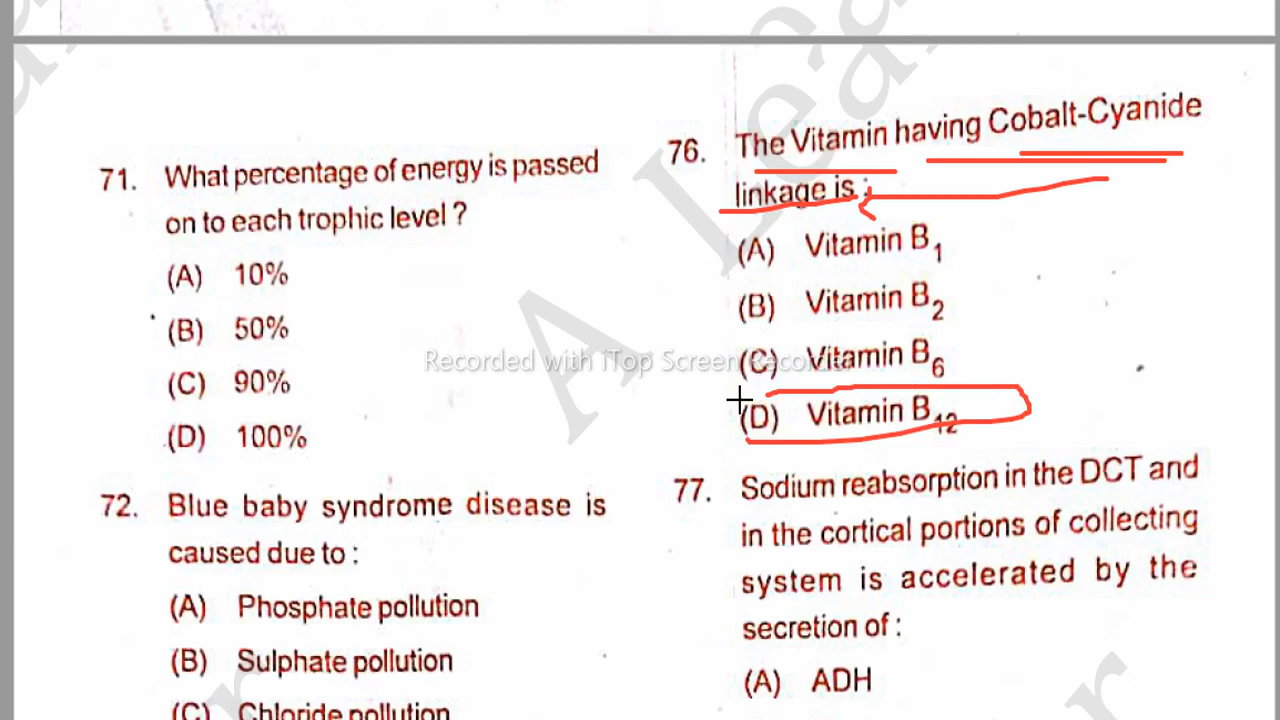 71. What percentage of energy is passed
on to each trophic level ?
(A) 10%
(B) 50%
(C) 90%
(D) 100%
72. Blue baby syndrome disease is
caused due to :
(A) Phosphate pollution
(B) Sulphate pollution
(C) Chloride pollution
76. The Vitamin having Cobalt-Cyanide
linkage is :
(A) Vitamin B1
(B) Vitamin B2
(C) Vitamin B6
(D) Vitamin B12
77. Sodium reabsorption in the DCT and
in the cortical portions of collecting
system is accelerated by the
secretion of :
(A) ADH
Recorded with iTop Screen Recorder
A Lea